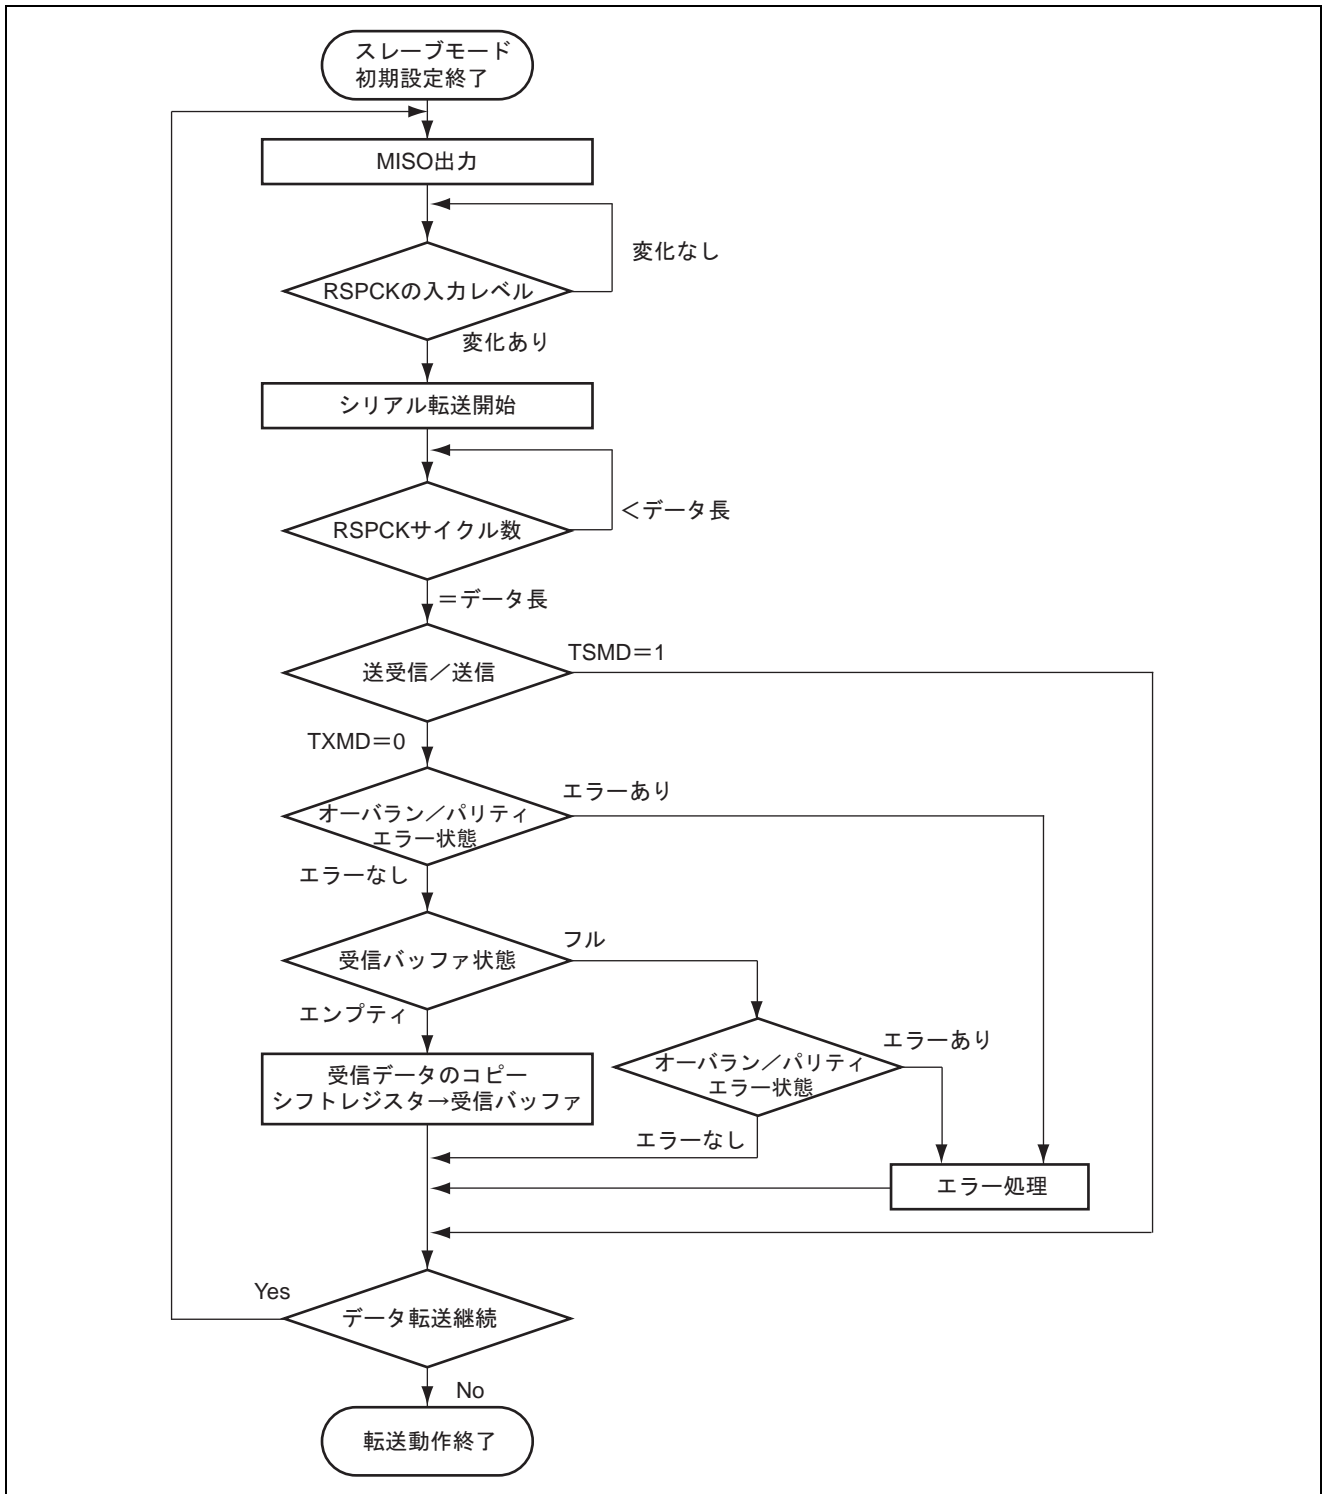 スレーブモード
初期設定終了
MISO出力
変化なし
RSPCKの入力レベル
変化あり
シリアル転送開始
＜データ長
RSPCKサイクル数
＝データ長
TSMD＝1
送受信／送信
TXMD＝0
エラーあり
オーバラン／パリティ
エラー状態
エラーなし
フル
受信バッファ状態
エンプティ
エラーあり
受信データのコピー
シフトレジスタ→受信バッファ
オーバラン／パリティ
エラー状態
エラーなし
エラー処理
Yes
データ転送継続
No
転送動作終了